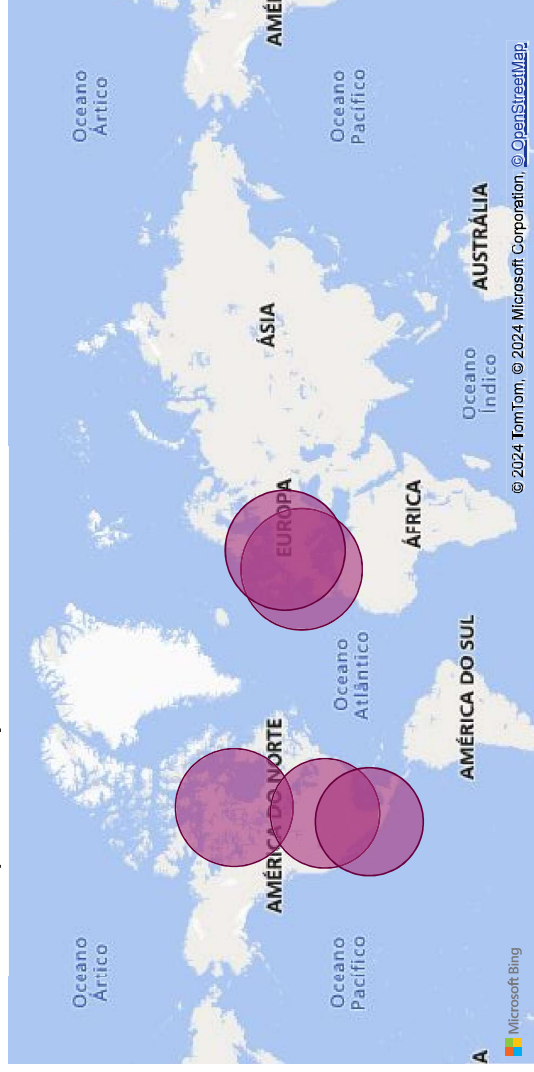 Oceano
Ártico
Oceano
Ártico
AMÉ
AMÉRICA DO NORTE
EUROPA
ÁSIA
Oceano
Pacífico
Oceano
Atlântico
Oceano
Pacífico
ÁFRICA
AMÉRICA DO SUL
Oceano
Índico
AUSTRÁLIA
A
Microsoft Bing
© 2024 TomTom, © 2024 Microsoft Corporation, © OpenStreetMap